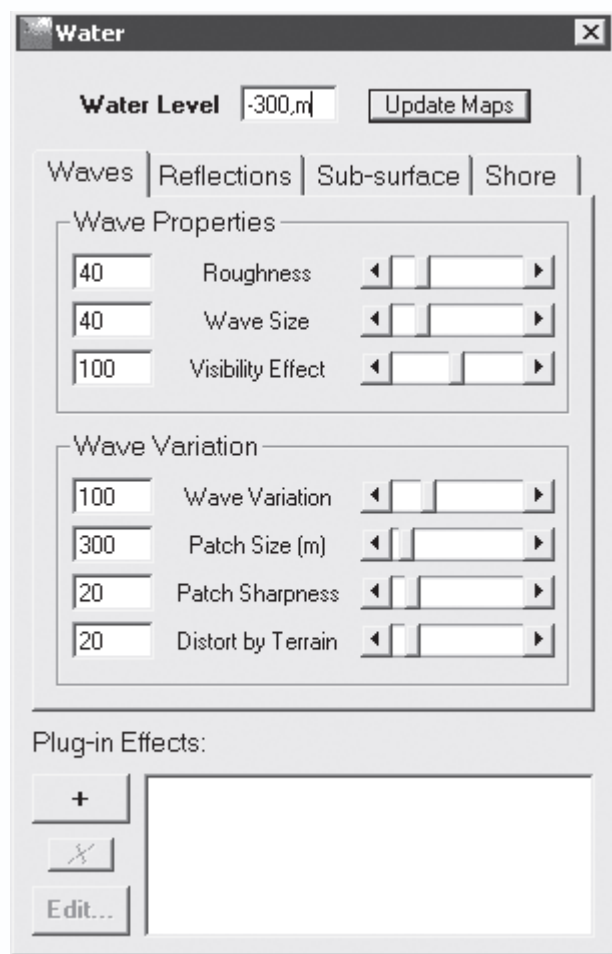 Water
Water Level -300,m Update Maps
Waves Reflections Sub-surface Shore
Wave Properties
40 Roughness
40 Wave Size
100 Visibility Effect
Wave Variation
100 Wave Variation
300 Patch Size (m)
20 Patch Sharpness
20 Distort by Terrain
Plug-in Effects:
+
X
Edit...